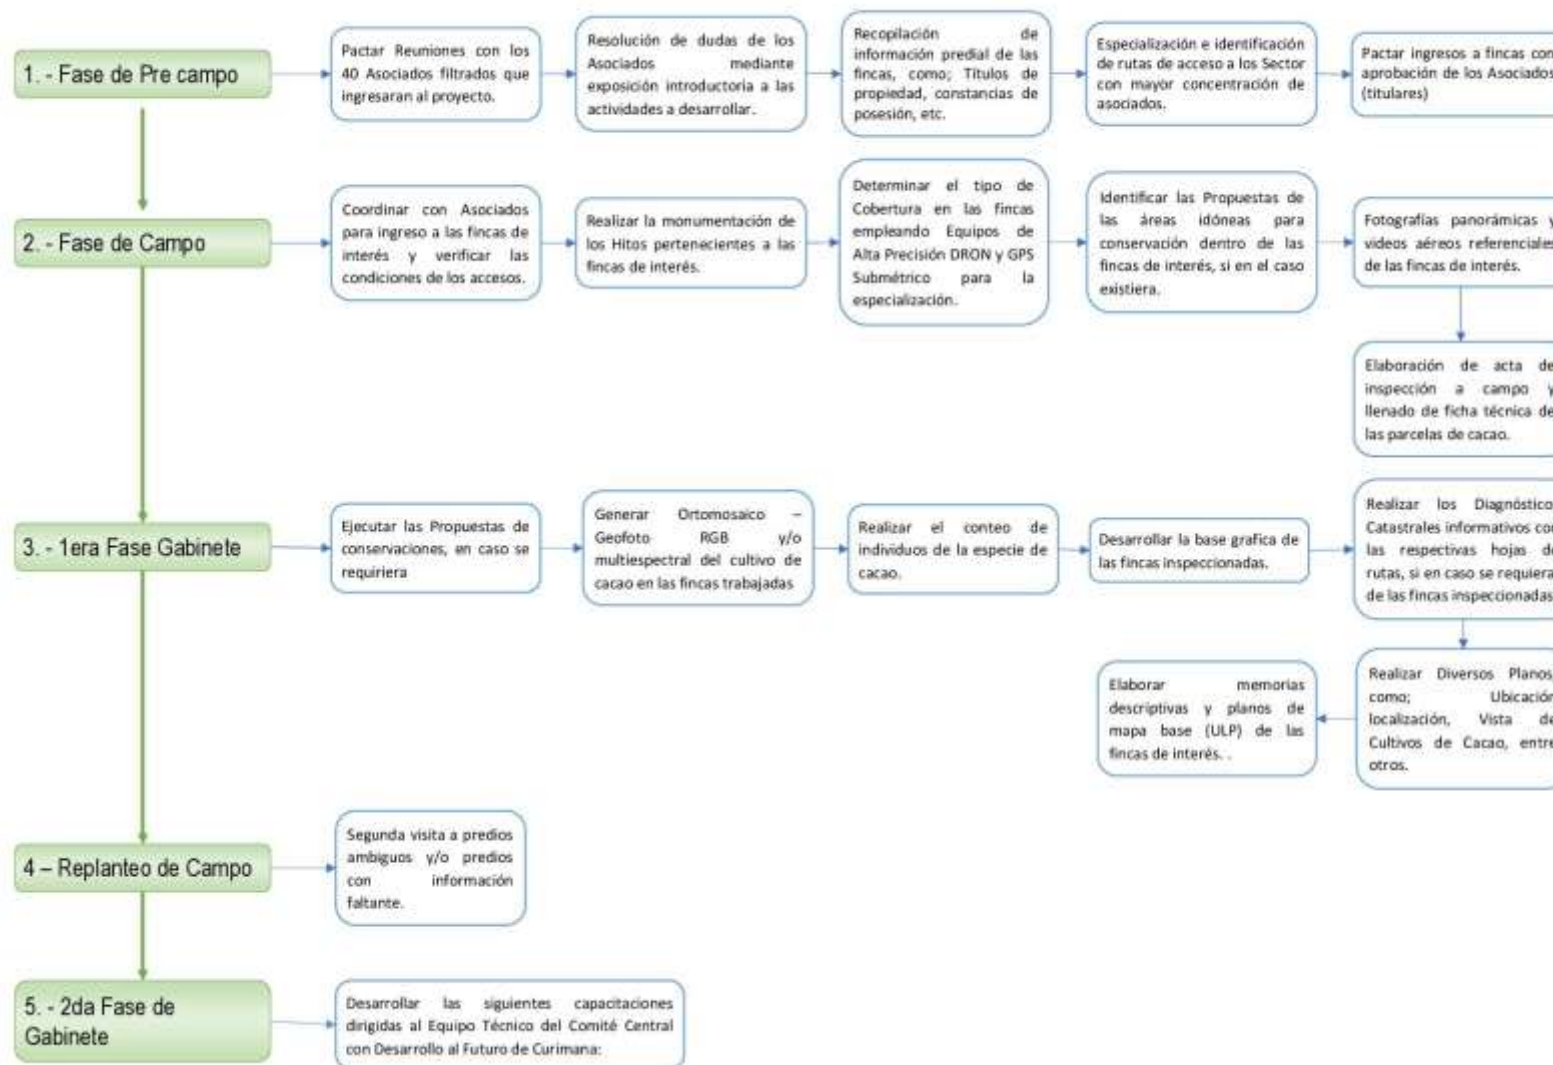 1. - Fase de Pre campo
Pactar Reuniones con los
40 Asociados filtrados que
ingresaran al proyecto.
Resolución de dudas de los
Asociados mediante
exposición introductoria a las
actividades a desarrollar.
Recopilación de
información predial de las
fincas, como; Titulos de
propiedad, constancias de
posesión, etc.
Especialización e identificación
de rutas de acceso a los Sector
con mayor concentración de
asociados.
Pactar ingresos a fincas con
aprobación de los Asociados
(titulares)
2. - Fase de Campo
Coordinar con Asociados
para ingreso a las fincas de
interés y verificar las
condiciones de los accesos.
Realizar la monumentación de
los Hitos pertenecientes a las
fincas de interés.
Determinar el tipo de
Cobertura en las fincas
empleando Equipos de
Alta Precisión DRON y GPS
Submétrico para la
especialización.
Identificar las Propuestas de
las áreas idóneas para
conservación dentro de las
fincas de interés, si en el caso
existiera.
Fotografías panorámicas y
videos aéreos referenciales
de las fincas de interés.
Elaboración de acta de
inspección a campo y
llenado de ficha técnica de
las parcelas de cacao.
3. - 1era Fase Gabinete
Ejecutar las Propuestas de
conservaciones, en caso se
requiriera
Generar Ortomosaico –
Geofoto RGB y/o
multiespectral del cultivo de
cacao en las fincas trabajadas
Realizar el conteo de
individuos de la especie de
cacao.
Desarrollar la base grafica de
las fincas inspeccionadas.
Realizar los Diagnóstico
Catastrales informativos con
las respectivas hojas de
rutas, si en caso se requiera
de las fincas inspeccionadas
Realizar Diversos Planos,
como; Ubicación
localización, Vista de
Cultivos de Cacao, entre
otros.
Elaborar memorias
descriptivas y planos de
mapa base (ULP) de las
fincas de interés. .
4 – Replanteo de Campo
Segunda visita a predios
ambiguos y/o predios
con información
faltante.
5. - 2da Fase de
Gabinete
Desarrollar las siguientes capacitaciones
dirigidas al Equipo Técnico del Comité Central
con Desarrollo al Futuro de Curimana: